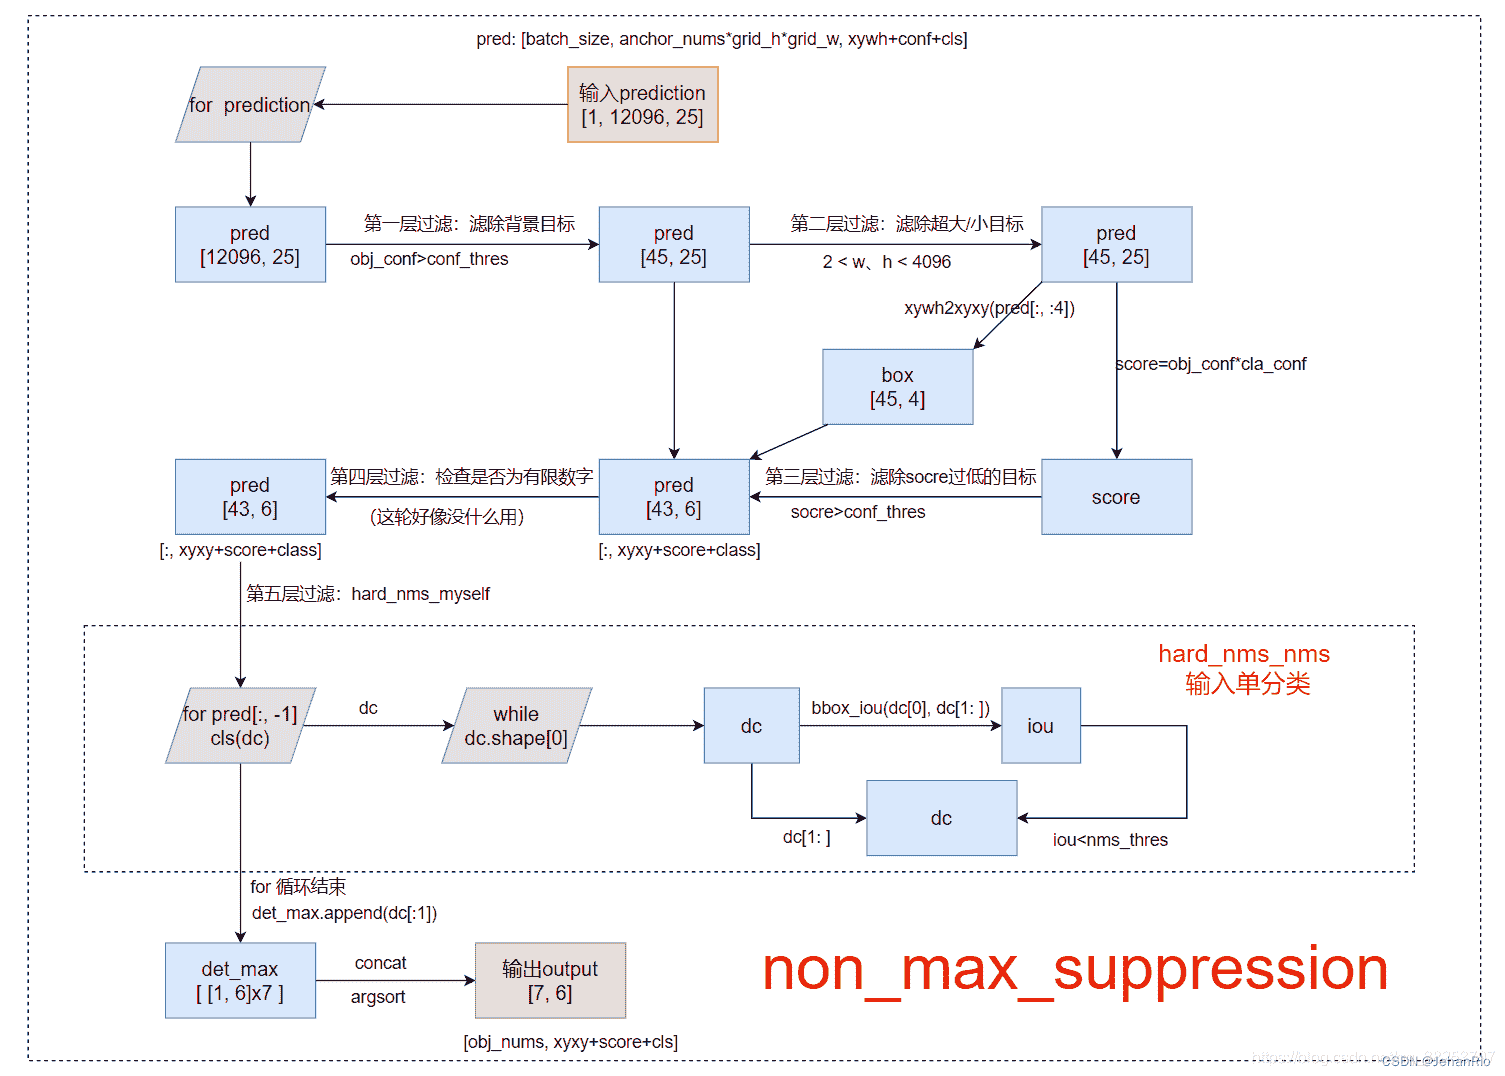 pred: [batch_size, anchor_nums*grid_h*grid_w, xywh+conf+cls]
for prediction
输入prediction
[1, 12096, 25]
pred
[12096, 25]
第一层过滤：滤除背景目标
obj_conf>conf_thres
pred
[45, 25]
第二层过滤：滤除超大/小目标
2 < w、h < 4096
pred
[45, 25]
xywh2xyxy(pred[:, :4])
score=obj_conf*cla_conf
box
[45, 4]
pred
[43, 6]
第四层过滤：检查是否为有限数字
（这轮好像没什么用）
pred
[43, 6]
第三层过滤：滤除socre过低的目标
socre>conf_thres
score
[:, xyxy+score+class]
[:, xyxy+score+class]
第五层过滤：hard_nms_myself
hard_nms_nms
输入单分类
for pred[:, -1]
cls(dc)
dc
while
dc.shape[0]
dc
bbox_iou(dc[0], dc[1: ])
iou
dc[1: ]
dc
iou<nms_thres
for 循环结束
det_max.append(dc[:1])
det_max
[ [1, 6]x7 ]
concat
argsort
输出output
[7, 6]
[obj_nums, xyxy+score+cls]
non_max_suppression
CSDN @JehanRio